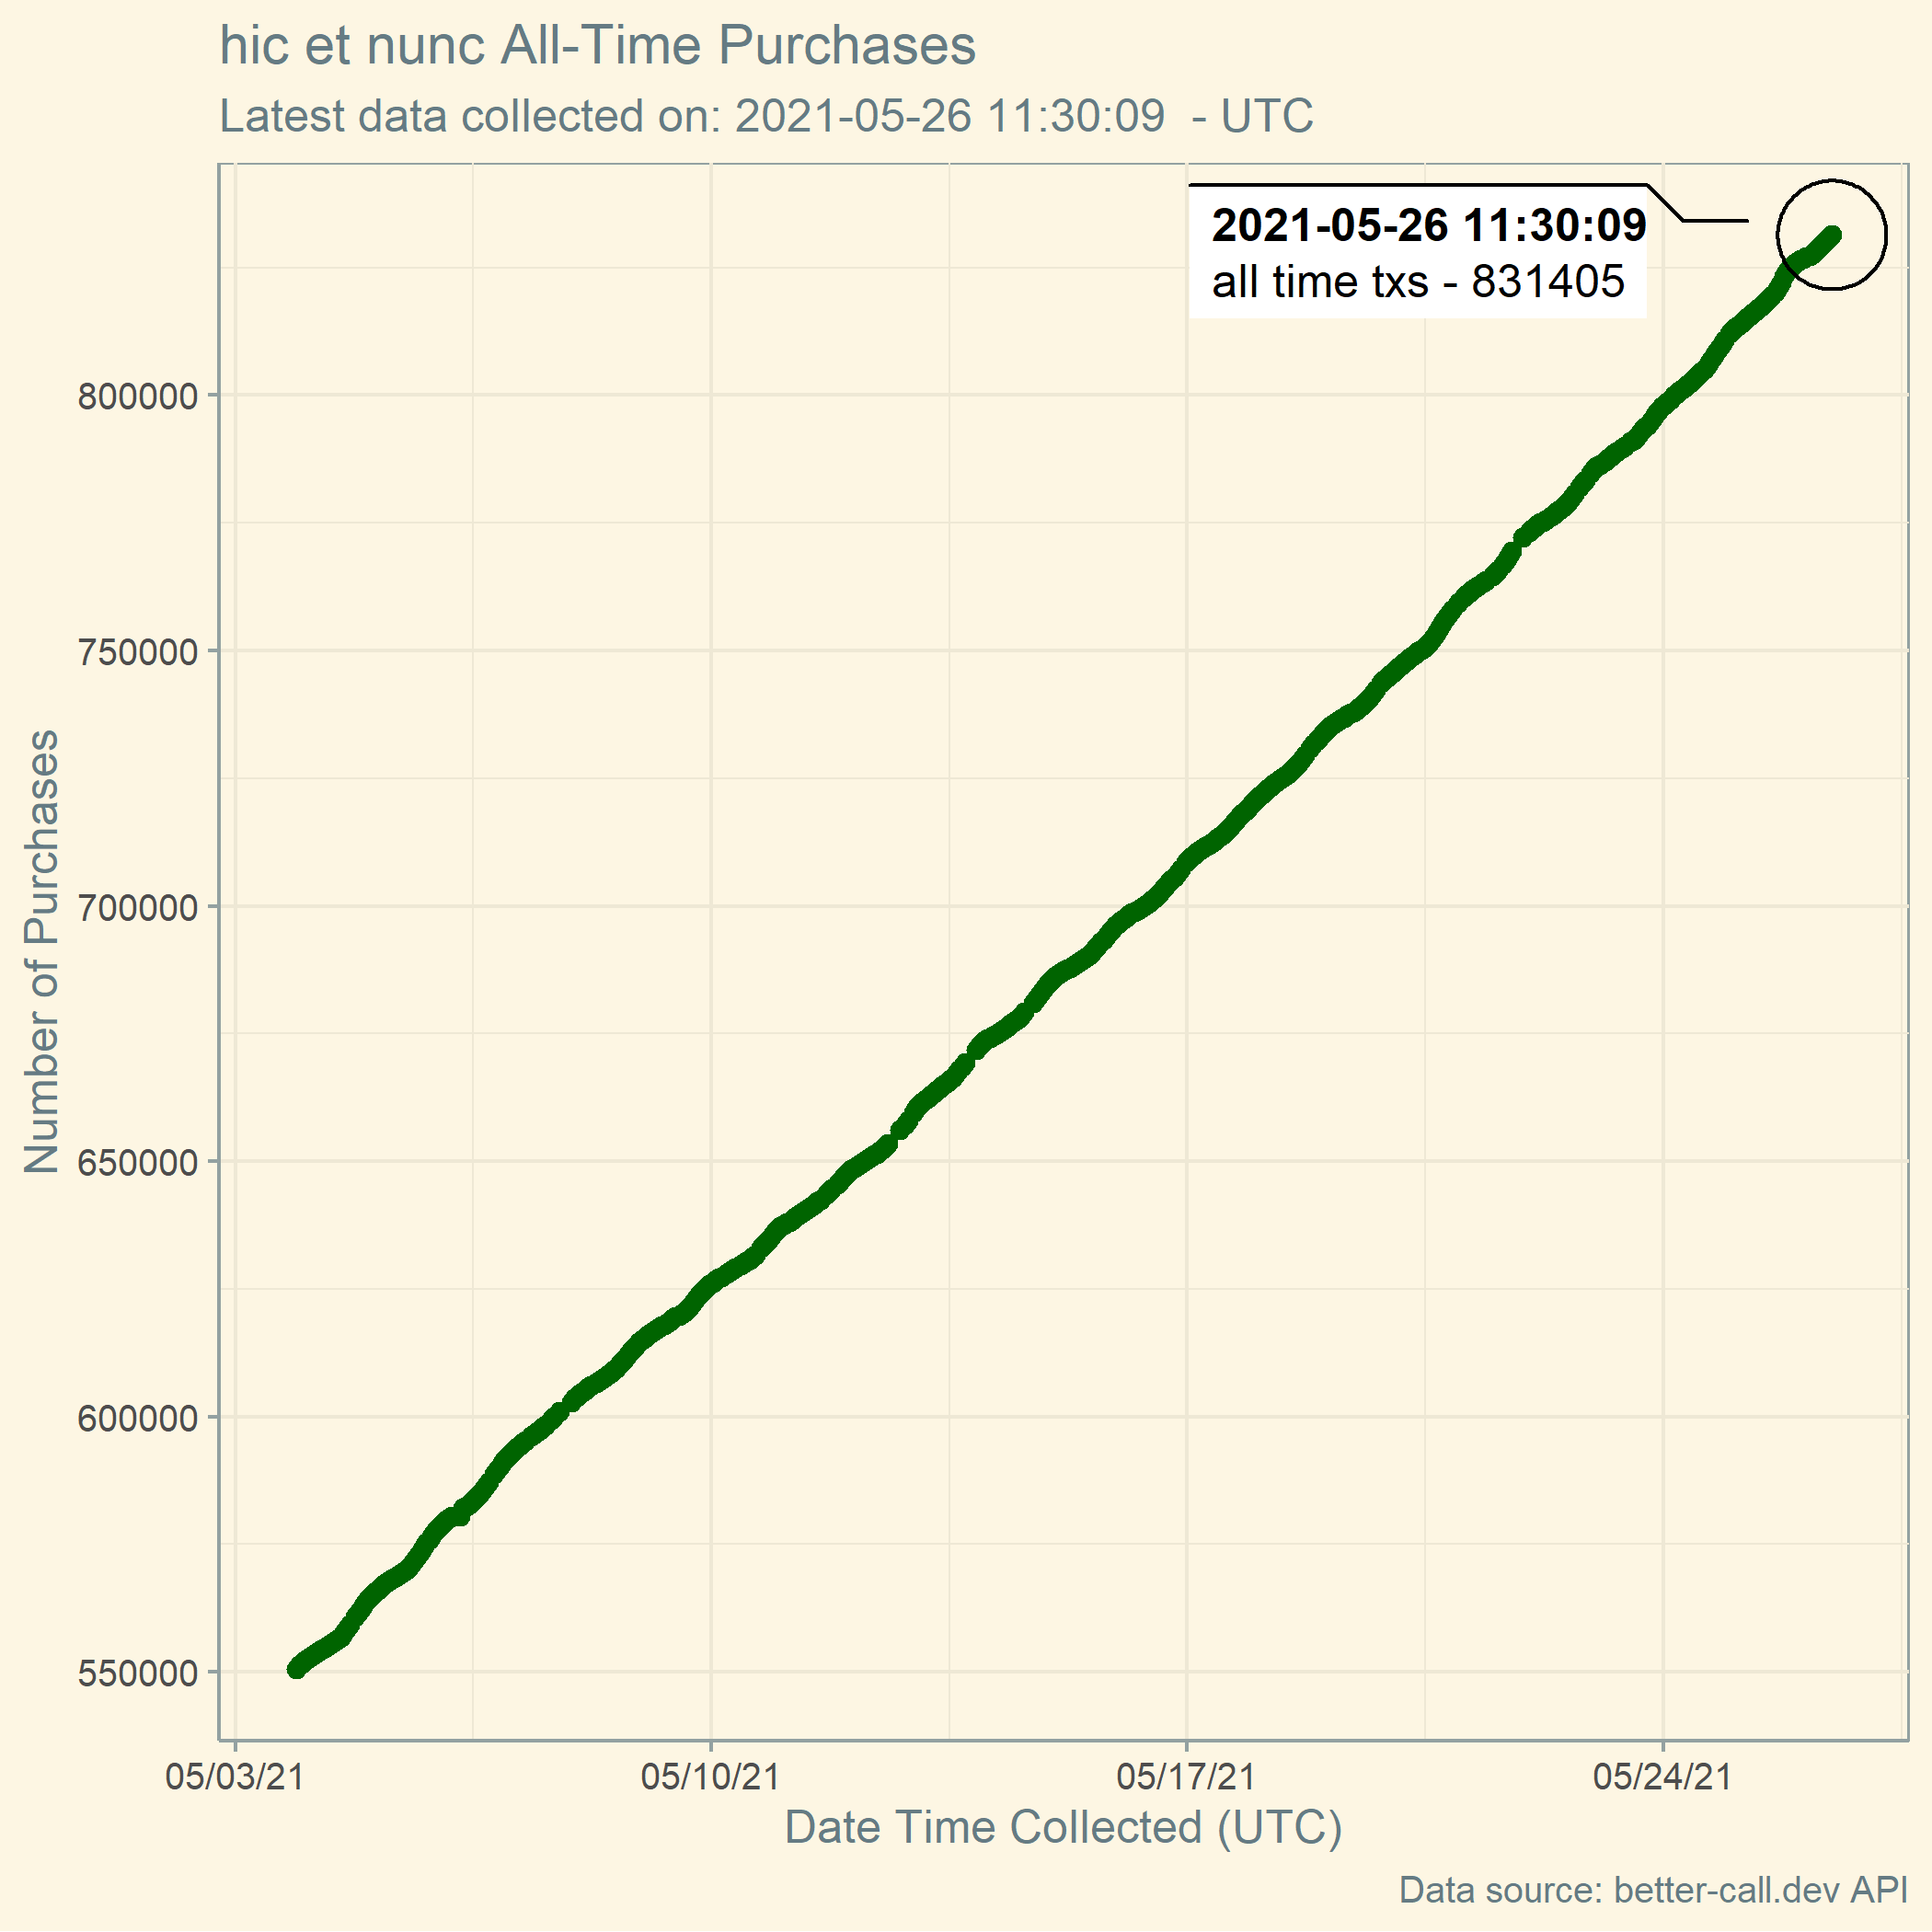 hic et nunc All-Time Purchases
Latest data collected on: 2021-05-26 11:30:09  - UTC
2021-05-26 11:30:09
all time txs - 831405
Number of Purchases
800000
750000
700000
650000
600000
550000
05/03/21 05/10/21 05/17/21 05/24/21
Date Time Collected (UTC)
Data source: better-call.dev API